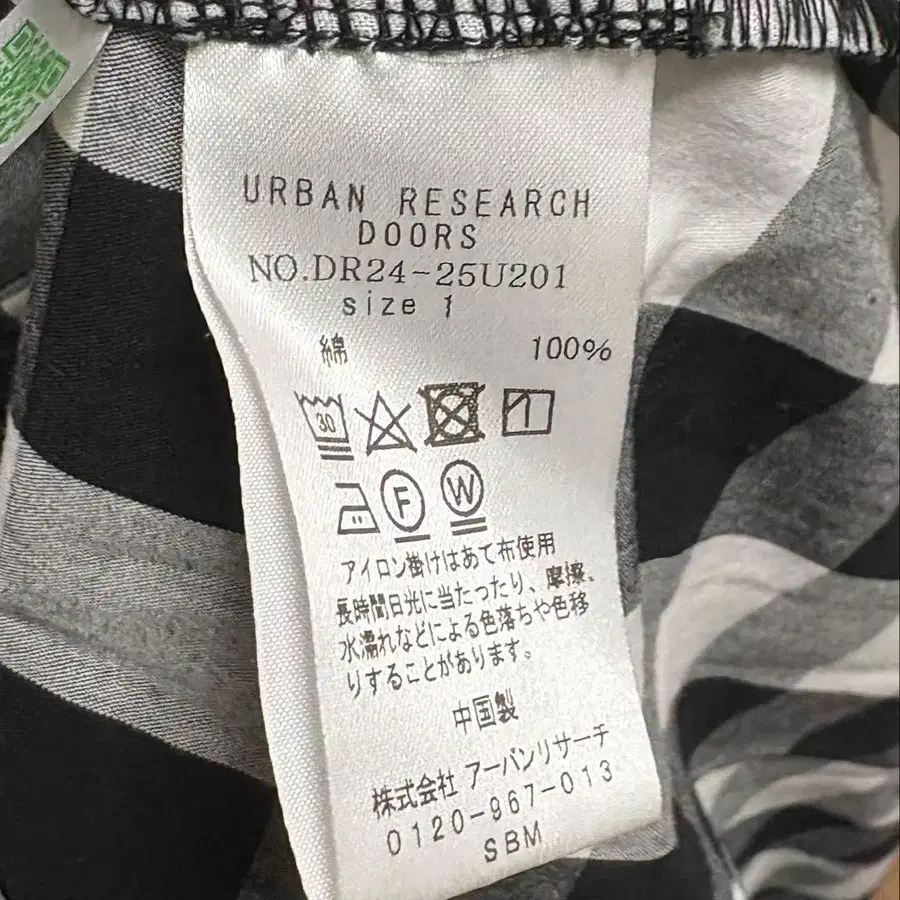 URBAN RESEARCH
DOORS
NO.DR24-25U201
size 1
綿 100%
30
F W
アイロン掛けはあて布使用
長時間日光に当たったり、摩擦、
水濡れなどによる色落ちや色移
りすることがあります。
中国製
株式会社 アーバンリサーチ
0120-967-013
SBM